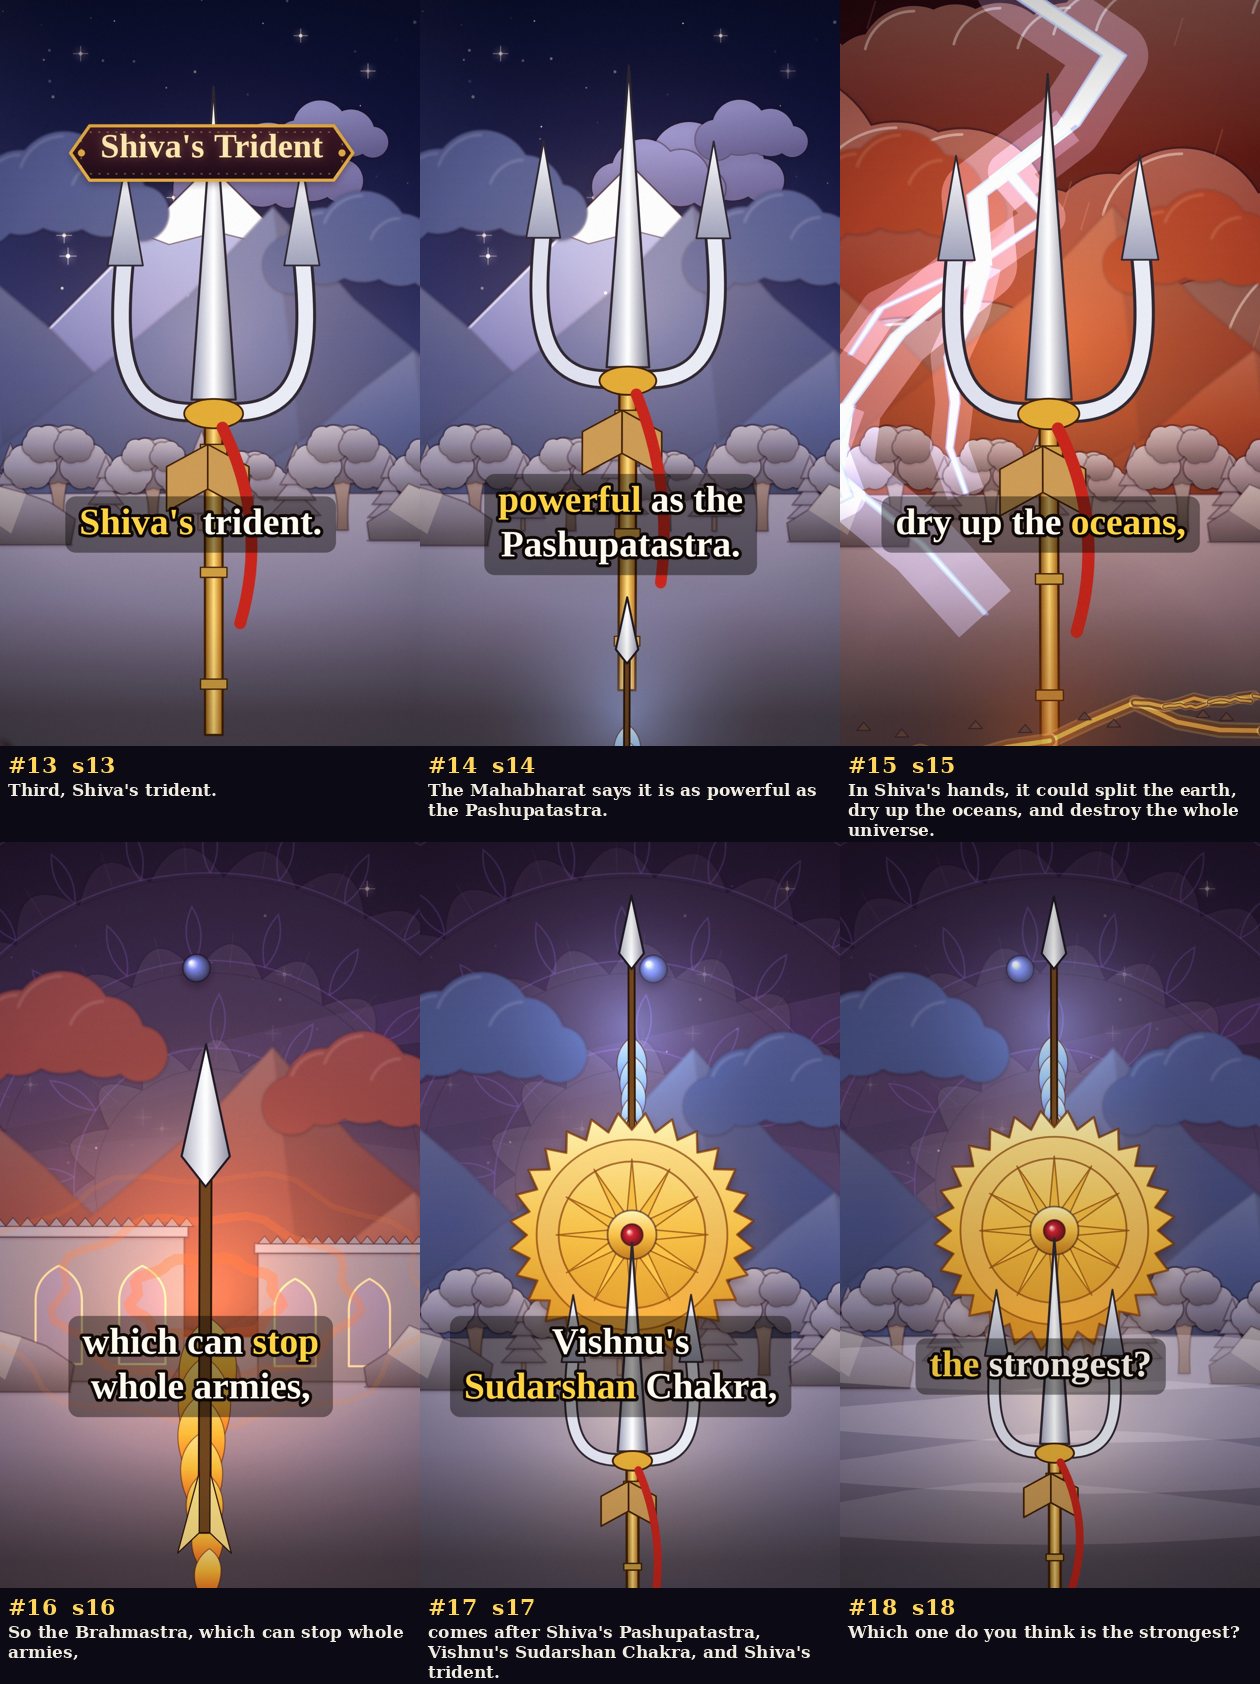 Shiva's Trident
Shiva's trident.
powerful as the
Pashupatastra.
dry up the oceans,
#13 s13
Third, Shiva's trident.
#14 s14
The Mahabharat says it is as powerful as
the Pashupatastra.
#15 s15
In Shiva's hands, it could split the earth,
dry up the oceans, and destroy the whole
universe.
which can stop
whole armies,
Vishnu's
Sudarshan Chakra,
the strongest?
#16 s16
So the Brahmastra, which can stop whole
armies,
#17 s17
comes after Shiva's Pashupatastra,
Vishnu's Sudarshan Chakra, and Shiva's
trident.
#18 s18
Which one do you think is the strongest?